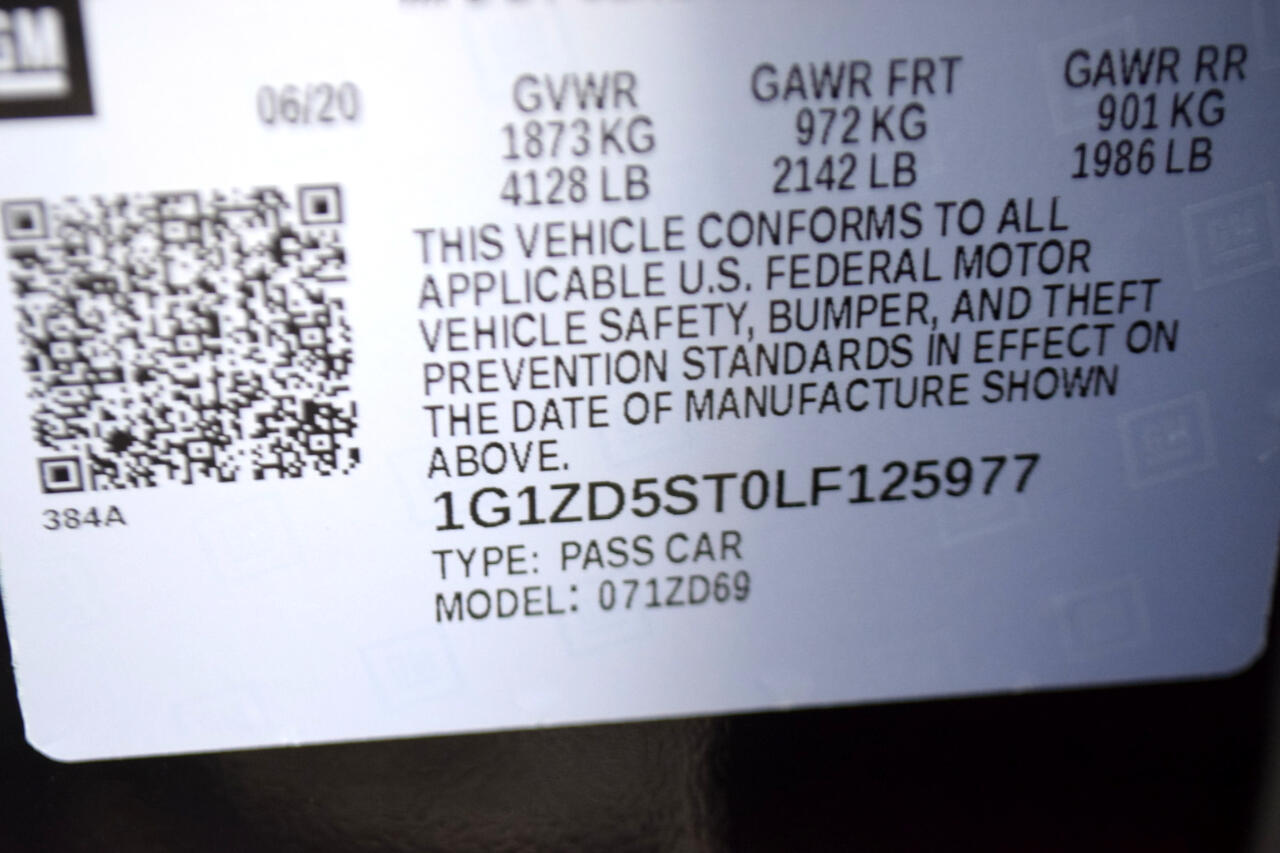 GM
06/20
GVWR GAWR FRT GAWR RR
1873 KG 972 KG 901 KG
4128 LB 2142 LB 1986 LB
THIS VEHICLE CONFORMS TO ALL
APPLICABLE U.S. FEDERAL MOTOR
VEHICLE SAFETY, BUMPER, AND THEFT
PREVENTION STANDARDS IN EFFECT ON
THE DATE OF MANUFACTURE SHOWN
ABOVE.
384A
1G1ZD5ST0LF125977
TYPE: PASS CAR
MODEL: 071ZD69